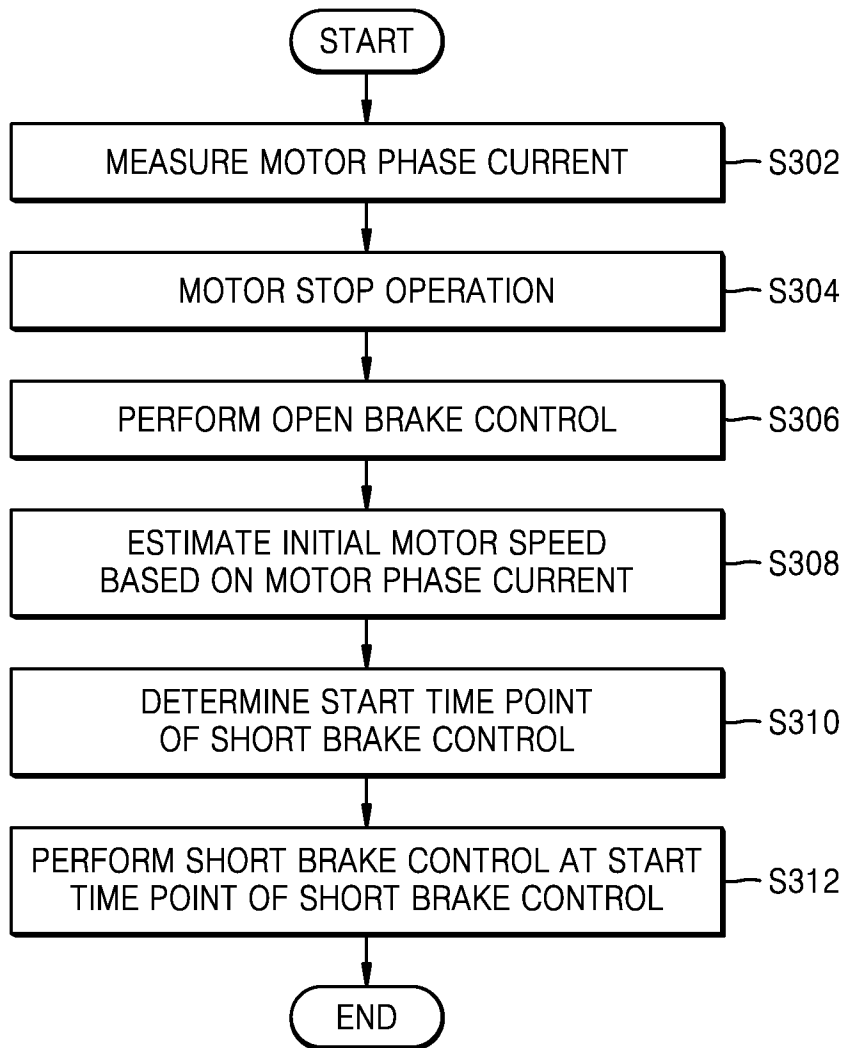 START
MEASURE MOTOR PHASE CURRENT
S302
MOTOR STOP OPERATION
S304
PERFORM OPEN BRAKE CONTROL
S306
ESTIMATE INITIAL MOTOR SPEED
BASED ON MOTOR PHASE CURRENT
S308
DETERMINE START TIME POINT
OF SHORT BRAKE CONTROL
S310
PERFORM SHORT BRAKE CONTROL AT START
TIME POINT OF SHORT BRAKE CONTROL
S312
END